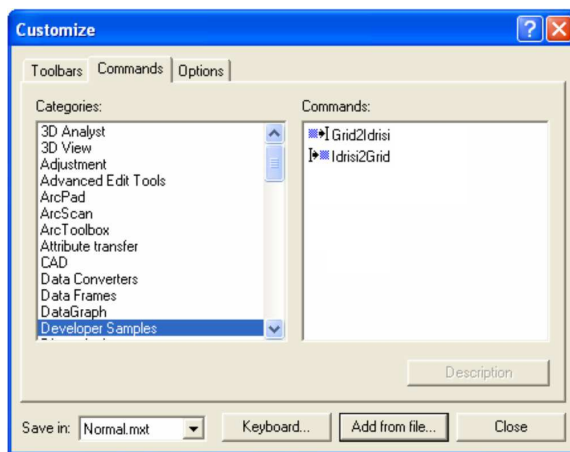 Customize
Toolbars Commands Options
Categories: Commands:
3D Analyst
3D View
Adjustment
Advanced Edit Tools
ArcPad
ArcScan
ArcToolbox
Attribute transfer
CAD
Data Converters
Data Frames
DataGraph
Developer Samples
Grid2Idrisi
Idrisi2Grid
Description
Save in: Normal.mxt Keyboard... Add from file... Close